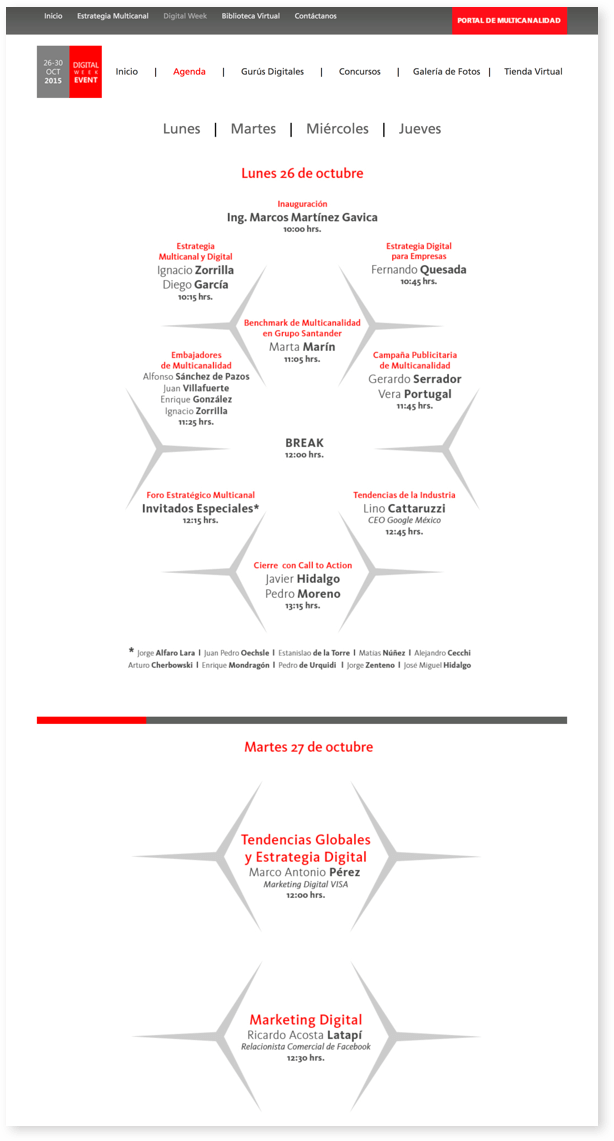 Inicio Estrategia Multicanal Digital Week Biblioteca Virtual Contáctanos
PORTAL DE MULTICANALIDAD
26-30
OCT
2015
DIGITAL
WEEK
EVENT
Inicio | Agenda | Gurús Digitales | Concursos | Galería de Fotos | Tienda Virtual
Lunes | Martes | Miércoles | Jueves
Lunes 26 de octubre
Inauguración
Ing. Marcos Martínez Gavica
10:00 hrs.
Estrategia
Multicanal y Digital
Ignacio Zorrilla
Diego García
10:15 hrs.
Estrategia Digital
para Empresas
Fernando Quesada
10:45 hrs.
Benchmark de Multicanalidad
en Grupo Santander
Marta Marín
11:05 hrs.
Embajadores
de Multicanalidad
Alfonso Sánchez de Pazos
Juan Villafuerte
Enrique González
Ignacio Zorrilla
11:25 hrs.
Campaña Publicitaria
de Multicanalidad
Gerardo Serrador
Vera Portugal
11:45 hrs.
BREAK
12:00 hrs.
Foro Estratégico Multicanal
Invitados Especiales*
12:15 hrs.
Tendencias de la Industria
Lino Cattaruzzi
CEO Google México
12:45 hrs.
Cierre con Call to Action
Javier Hidalgo
Pedro Moreno
13:15 hrs.
* Jorge Alfaro Lara | Juan Pedro Oechsle | Estanislao de la Torre | Matías Núñez | Alejandro Cecchi
Arturo Cherbowski | Enrique Mondragón | Pedro de Urquidi | Jorge Zenteno | José Miguel Hidalgo
Martes 27 de octubre
Tendencias Globales
y Estrategia Digital
Marco Antonio Pérez
Marketing Digital VISA
12:00 hrs.
Marketing Digital
Ricardo Acosta Latapí
Relacionista Comercial de Facebook
12:30 hrs.